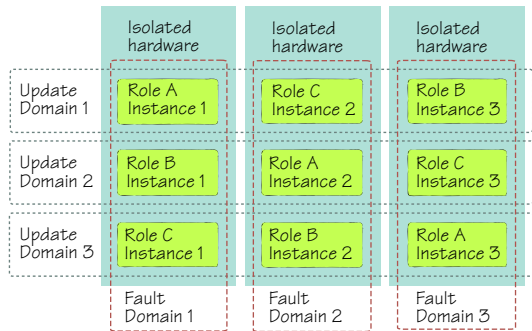 Isolated
hardware
Isolated
hardware
Isolated
hardware
Update
Domain 1
Role A
Instance 1
Role C
Instance 2
Role B
Instance 3
Update
Domain 2
Role B
Instance 1
Role A
Instance 2
Role C
Instance 3
Update
Domain 3
Role C
Instance 1
Role B
Instance 2
Role A
Instance 3
Fault
Domain 1
Fault
Domain 2
Fault
Domain 3